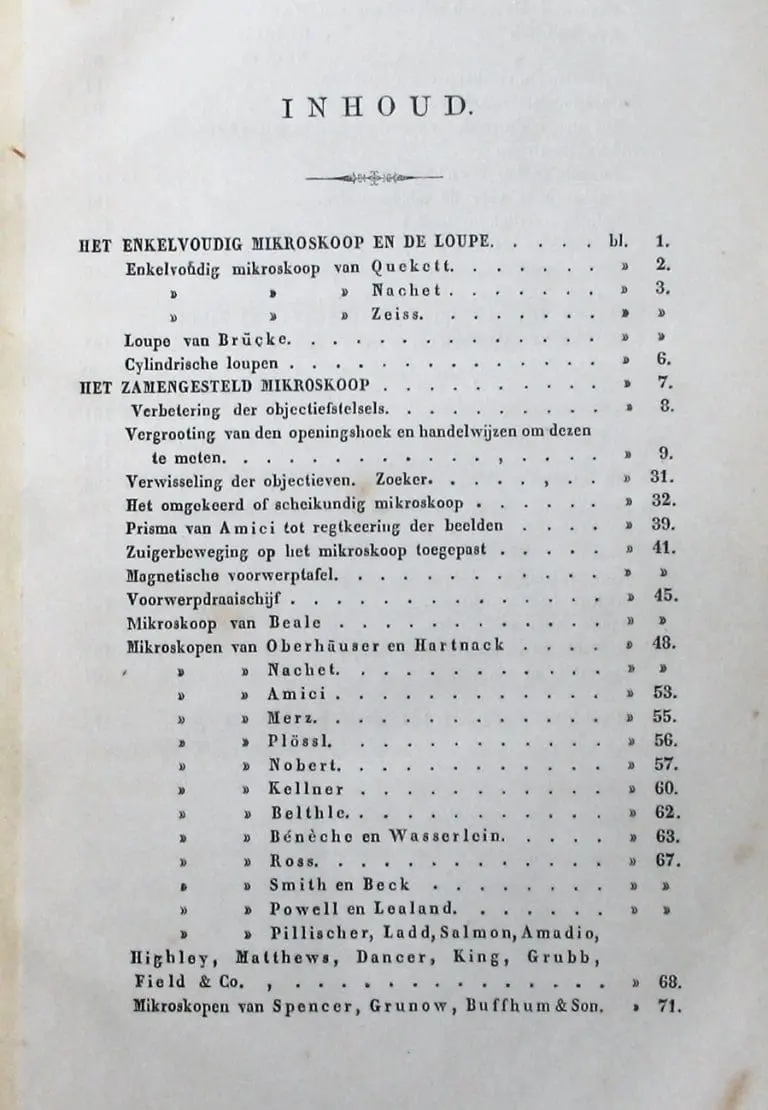 INHOUD.
HET ENKELVOUDIG MIKROSKOOP EN DE LOUPE. . . . . bl. 1.
Enkelvoudig mikroskoop van Quekett. . . . . . . » 2.
» » » Nachet . . . . . . . » 3.
» » » Zeiss. . . . . . . . » »
Loupe van Brücke. . . . . . . . . . . . . . » »
Cylindrische loupen . . . . . . . . . . . . . . » 6.
HET ZAMENGESTELD MIKROSKOOP . . . . . . . . . . » 7.
Verbetering der objectiefstelsels. . . . . . . . . . » 8.
Vergrooting van den openingshoek en handelwijzen om dezen
te meten. . . . . . . . . . . . , . . . . » 9.
Verwisseling der objectieven. Zoeker. . . . . , . . » 31.
Het omgekeerd of scheikundig mikroskoop . . . . . . » 32.
Prisma van Amici tot regtkeering der beelden . . . . » 39.
Zuigerbeweging op het mikroskoop toegepast . . . . . » 41.
Magnetische voorwerptafel. . . . . . . . . . . . » »
Voorwerpdraaischijf . . . . . . . . . . . . . . » 45.
Mikroskoop van Beale . . . . . . . . . . . . » »
Mikroskopen van Oberhäuser en Hartnack . . . . » 48.
» » Nachet. . . . . . . . . . . . » »
» » Amici . . . . . . . . . . . . » 53.
» » Merz. . . . . . . . . . . . . » 55.
» » Plössl. . . . . . . . . . . . » 56.
» » Nobert. . . . . . . . . . . . » 57.
» » Kellner . . . . . . . . . . . » 60.
» » Belthle. . . . . . . . . . . . » 62.
» » Bénèche en Wasserlein. . . . . » 63.
» » Ross. . . . . . . . . . . . . » 67.
» » Smith en Beck . . . . . . . . » »
» » Powell en Lealand. . . . . . . » »
» » Pillischer, Ladd, Salmon, Amadio,
Highley, Matthews, Dancer, King, Grubb,
Field & Co. , . . . . . . . . . . . . . . » 68.
Mikroskopen van Spencer, Grunow, Buffhum & Son. » 71.